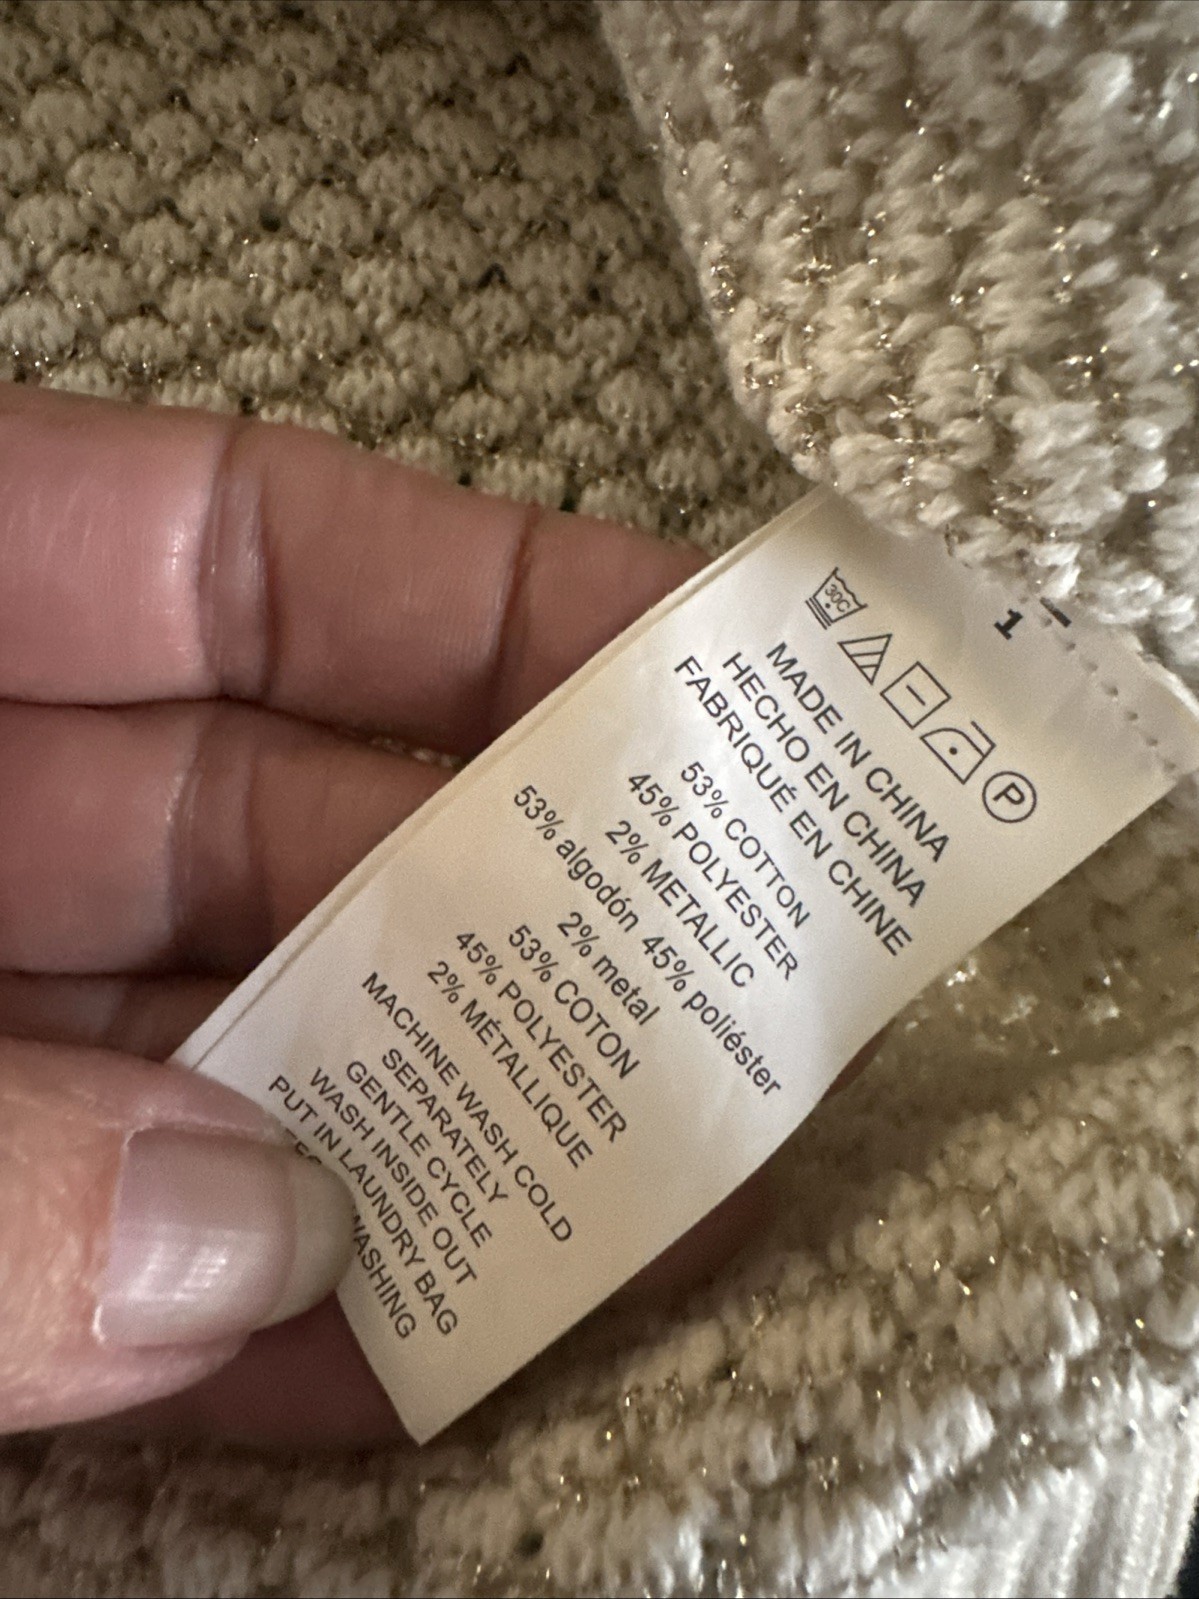 1
30C
P
MADE IN CHINA
HECHO EN CHINA
FABRIQUÉ EN CHINE
53% COTTON
45% POLYESTER
2% METALLIC
53% algodón 45% poliéster
2% metal
53% COTON
45% POLYESTER
2% MÉTALLIQUE
MACHINE WASH COLD
SEPARATELY
GENTLE CYCLE
WASH INSIDE OUT
PUT IN LAUNDRY BAG
WASHING